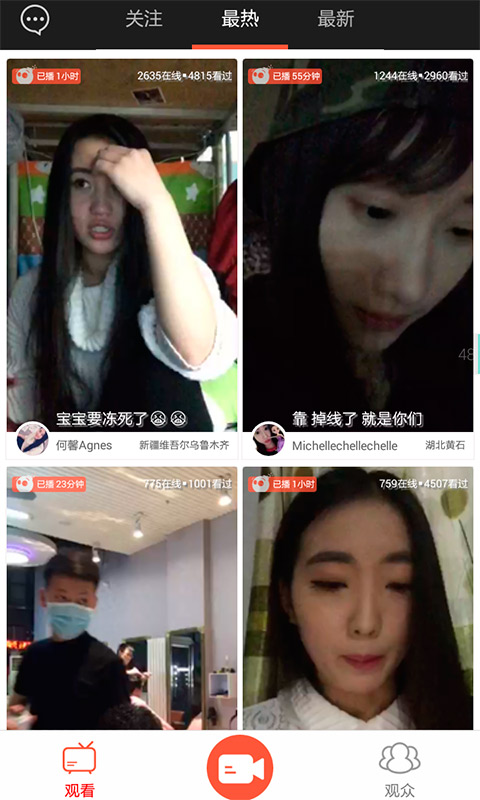 关注
最热
最新
已播 1小时
2635在线•4815看过
已播 55分钟
1244在线•2960看过
48
宝宝要冻死了😭😭
靠 掉线了 就是你们
何馨Agnes
新疆维吾尔乌鲁木齐
Michellechellechelle
湖北黄石
已播 23分钟
775在线•1001看过
已播 1小时
759在线•4507看过
观看
观众